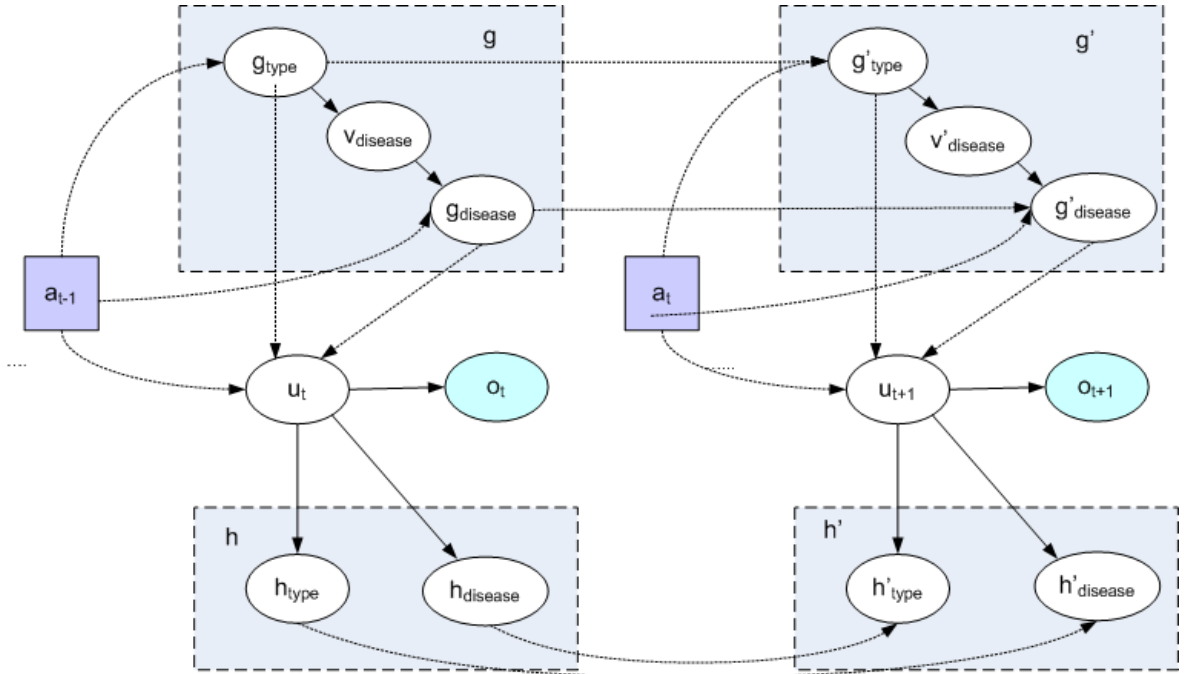 g
g'
gtype
g'type
vdisease
v'disease
gdisease
g'disease
at-1
at
....
......
ut
ot
ut+1
ot+1
h
h'
htype
hdisease
h'type
h'disease